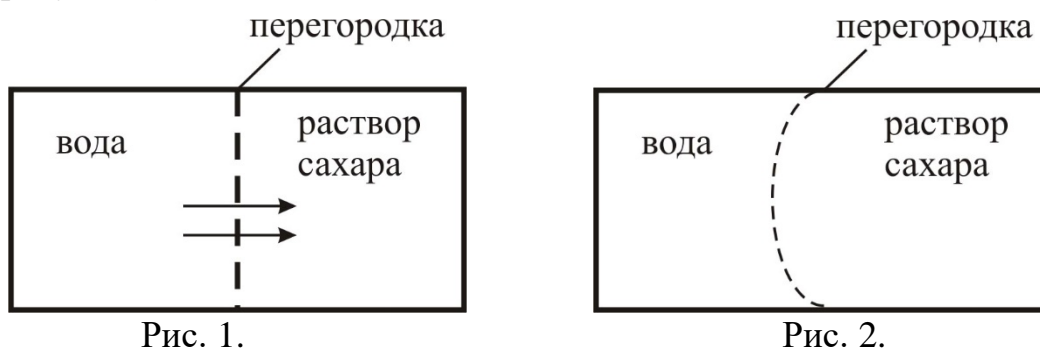 перегородка
вода
раствор
сахара
Рис. 1.
перегородка
вода
раствор
сахара
Рис. 2.